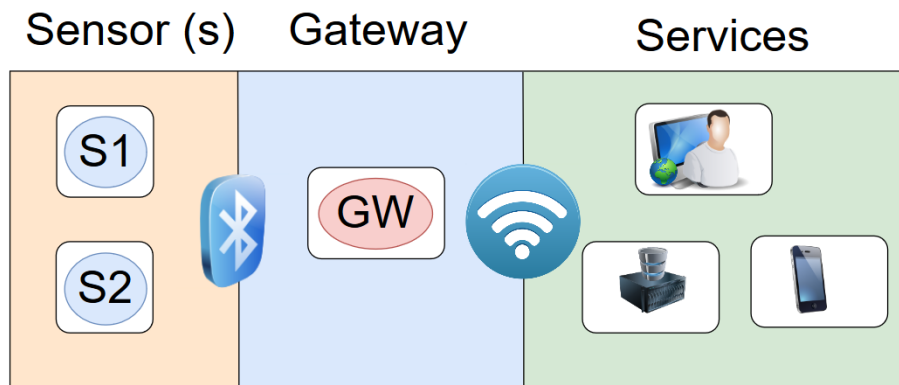 Sensor (s)
Gateway
Services
S1
GW
S2